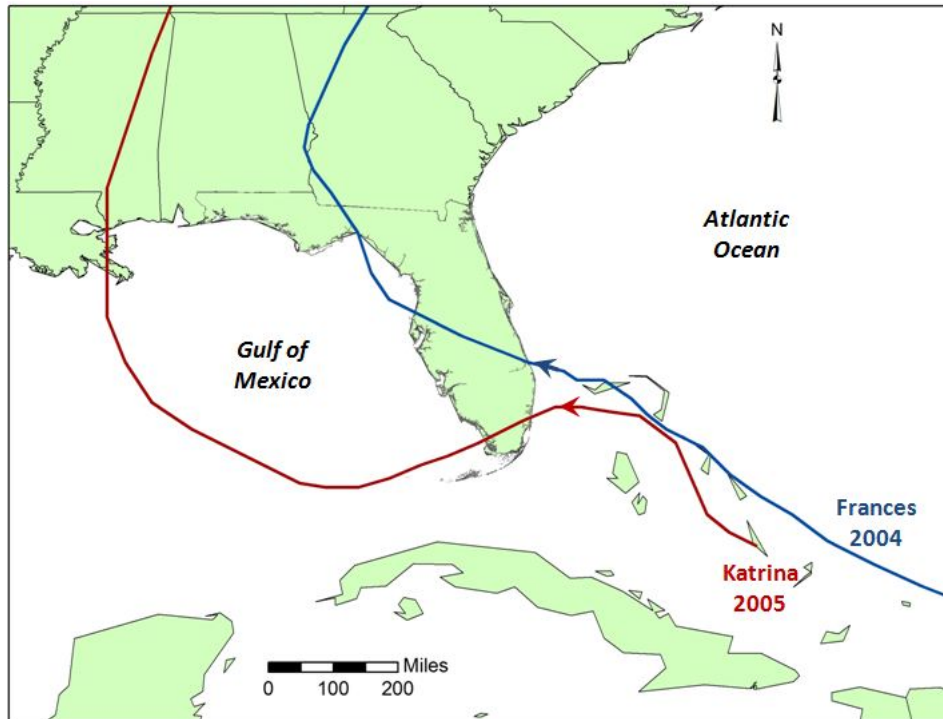 N
Atlantic
Ocean
Gulf of
Mexico
Frances
2004
Katrina
2005
Miles
0 100 200